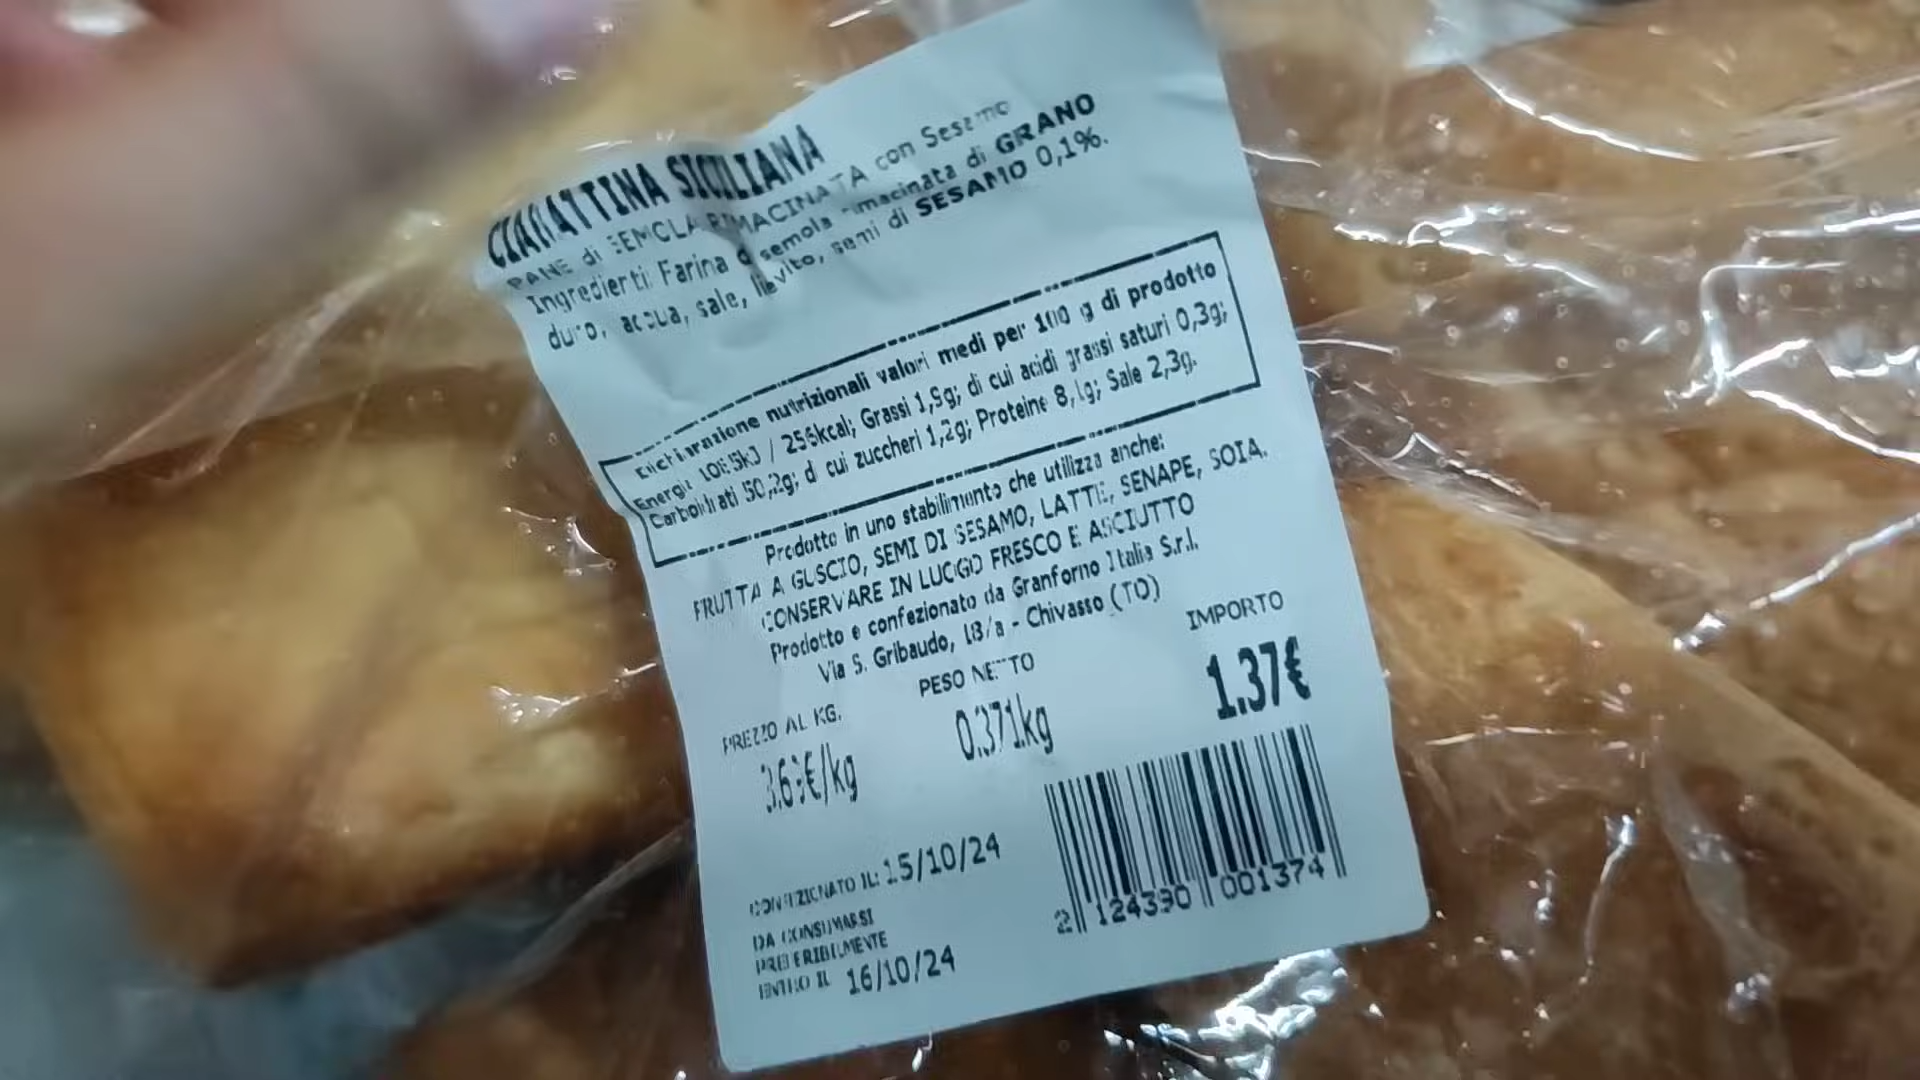 CIABATTINA SICILIANA
PANE di SEMOLA RIMACINATA con Sesamo
Ingredienti: Farina di semola rimacinata di GRANO
duro, acqua, sale, lievito, semi di SESAMO 0,1%.
Dichiarazione nutrizionali valori medi per 100 g di prodotto
Energia / 256kcal; Grassi 1,5g; di cui acidi grassi saturi 0,3g;
Carboidrati 50,2g; di cui zuccheri 1,2g; Proteine 8,1g; Sale 2,3g.
Prodotto in uno stabilimento che utilizza anche:
FRUTTA A GUSCIO, SEMI DI SESAMO, LATTE, SENAPE, SOIA.
CONSERVARE IN LUOGO FRESCO E ASCIUTTO
Prodotto e confezionato da Granforno Italia S.r.l.
Via S. Gribaudo, 18/a - Chivasso (TO)
PREZZO AL KG. PESO NETTO IMPORTO
3.69€/kg 0.371kg 1.37€
CONFEZIONATO IL: 15/10/24
DA CONSUMARSI
PREFERIBILMENTE
ENTRO IL 16/10/24
2 124390 001374